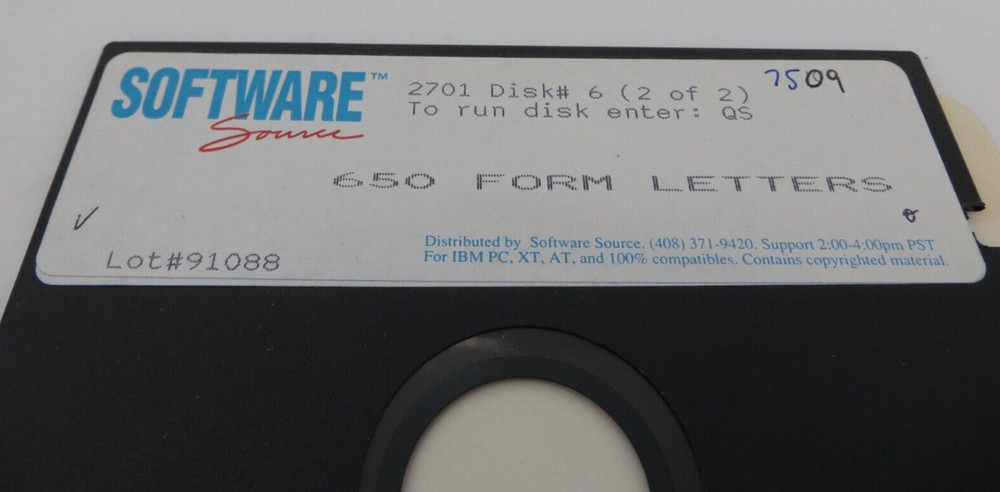 SOFTWARE™
Source
2701 Disk# 6 (2 of 2)
To run disk enter: QS
7509
650 FORM LETTERS
Lot#91088
Distributed by Software Source. (408) 371-9420. Support 2:00-4:00pm PST
For IBM PC, XT, AT, and 100% compatibles. Contains copyrighted material.